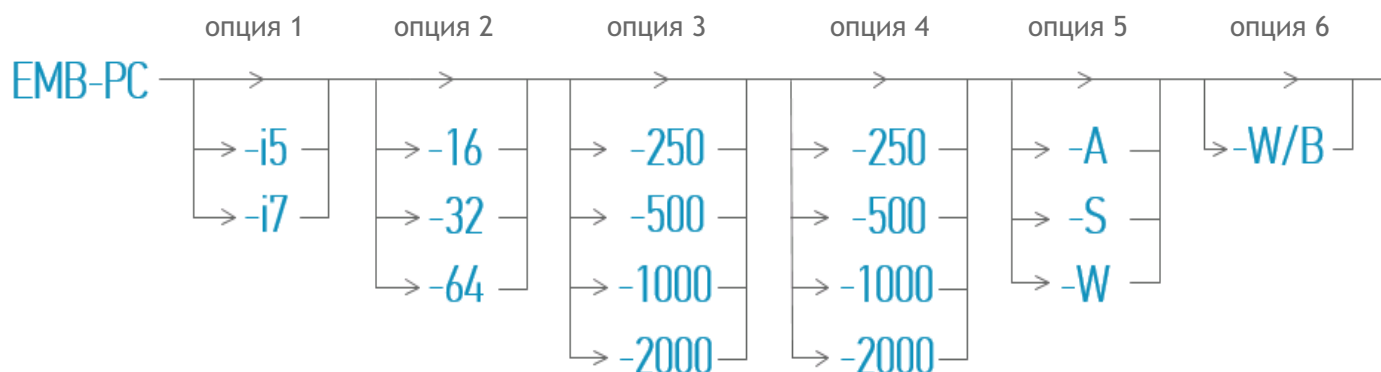 опция 1 опция 2 опция 3 опция 4 опция 5 опция 6
EMB-PC
-i5 -16 -250 -250 -A -W/B
-i7 -32 -500 -500 -S
-64 -1000 -1000 -W
-2000 -2000